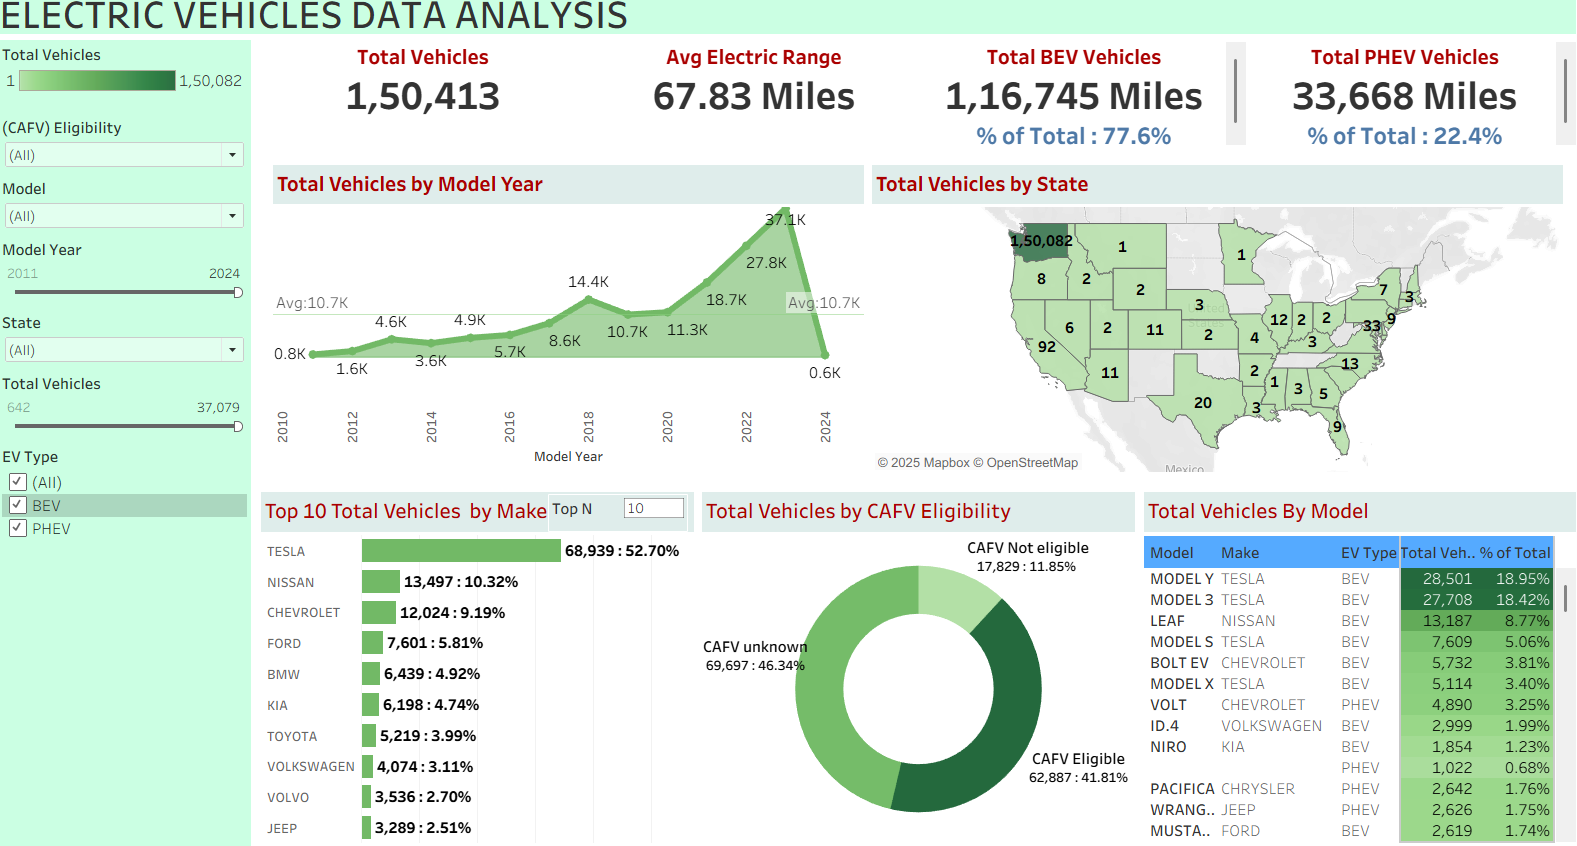 ELECTRIC VEHICLES DATA ANALYSIS
Total Vehicles
1 1,50,082
(CAFV) Eligibility
(All)
Model
(All)
Model Year
2011 2024
State
(All)
Total Vehicles
642 37,079
EV Type
(All)
BEV
PHEV
Total Vehicles
1,50,413
Avg Electric Range
67.83 Miles
Total BEV Vehicles
1,16,745 Miles
% of Total : 77.6%
Total PHEV Vehicles
33,668 Miles
% of Total : 22.4%
Total Vehicles by Model Year
37.1K
27.8K
14.4K
Avg:10.7K Avg:10.7K
18.7K
4.6K 4.9K
10.7K 11.3K
8.6K
0.8K 5.7K
3.6K
1.6K 0.6K
2010 2012 2014 2016 2018 2020 2022 2024
Model Year
Total Vehicles by State
1,50,082 1 1
8 2 2 7 3
3 12 2 2 33 9
6 2 11 2 4 3
92 11 2 13
20 3 1 3 5
9
United States
Mexico
© 2025 Mapbox © OpenStreetMap
Top 10 Total Vehicles by Make Top N 10
TESLA 68,939 : 52.70%
NISSAN 13,497 : 10.32%
CHEVROLET 12,024 : 9.19%
FORD 7,601 : 5.81%
BMW 6,439 : 4.92%
KIA 6,198 : 4.74%
TOYOTA 5,219 : 3.99%
VOLKSWAGEN 4,074 : 3.11%
VOLVO 3,536 : 2.70%
JEEP 3,289 : 2.51%
Total Vehicles by CAFV Eligibility
CAFV Not eligible
17,829 : 11.85%
CAFV unknown
69,697 : 46.34%
CAFV Eligible
62,887 : 41.81%
Total Vehicles By Model
Model Make EV Type Total Veh.. % of Total
MODEL Y TESLA BEV 28,501 18.95%
MODEL 3 TESLA BEV 27,708 18.42%
LEAF NISSAN BEV 13,187 8.77%
MODEL S TESLA BEV 7,609 5.06%
BOLT EV CHEVROLET BEV 5,732 3.81%
MODEL X TESLA BEV 5,114 3.40%
VOLT CHEVROLET PHEV 4,890 3.25%
ID.4 VOLKSWAGEN BEV 2,999 1.99%
NIRO KIA BEV 1,854 1.23%
PHEV 1,022 0.68%
PACIFICA CHRYSLER PHEV 2,642 1.76%
WRANG.. JEEP PHEV 2,626 1.75%
MUSTA.. FORD BEV 2,619 1.74%